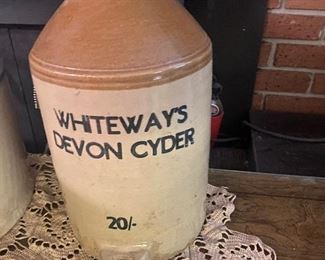 WHITEWAY'S
DEVON CYDER
20/-